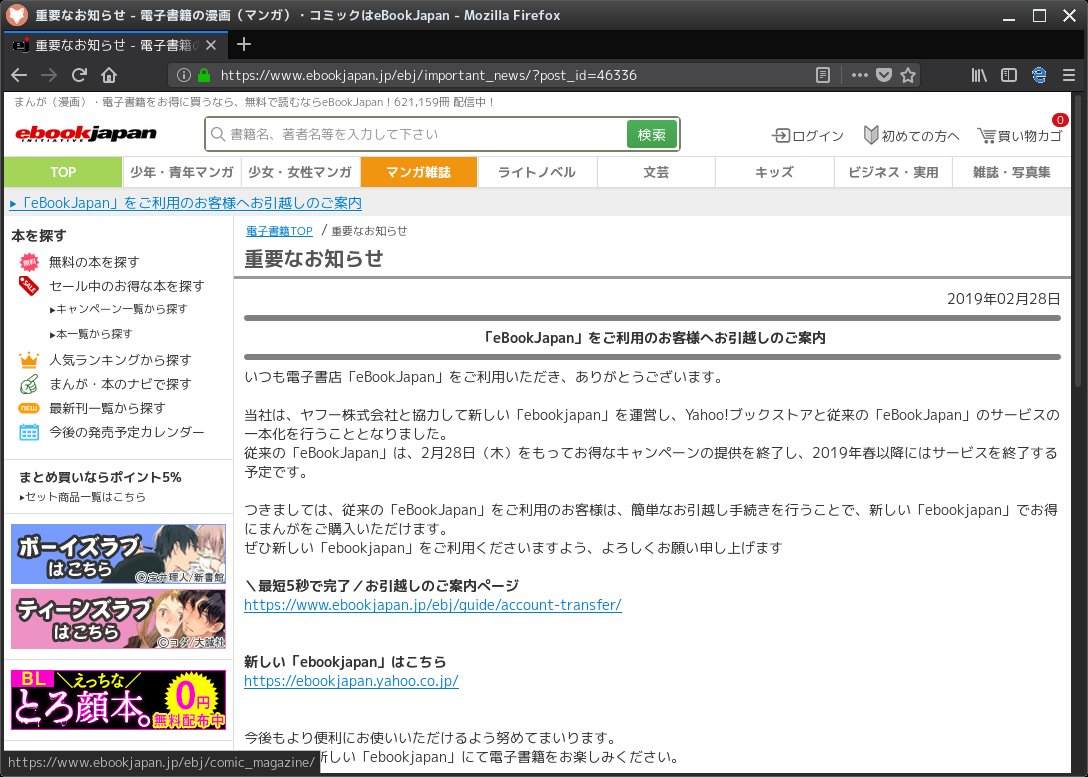 重要なお知らせ - 電子書籍の漫画（マンガ）・コミックはeBookJapan - Mozilla Firefox
重要なお知らせ - 電子書籍の
https://www.ebookjapan.jp/ebj/important_news/?post_id=46336
まんが（漫画）・電子書籍をお得に買うなら、無料で読むならeBookJapan！621,159冊 配信中！
ebookjapan
INITIATIVE
書籍名、著者名等を入力して下さい
検索
ログイン
初めての方へ
買い物カゴ
0
TOP
少年・青年マンガ
少女・女性マンガ
マンガ雑誌
ライトノベル
文芸
キッズ
ビジネス・実用
雑誌・写真集
▸「eBookJapan」をご利用のお客様へお引越しのご案内
本を探す
無料
無料の本を探す
SALE
セール中のお得な本を探す
▸キャンペーン一覧から探す
▸本一覧から探す
人気ランキングから探す
まんが・本のナビで探す
NEW
最新刊一覧から探す
今後の発売予定カレンダー
まとめ買いならポイント5%
▸セット商品一覧はこちら
ボーイズラブ
はこちら
©宝井理人/新書館
ティーンズラブ
はこちら
©コダ/大誠社
BL
＼えっちな／
とろ顔本。
0円
無料配布中
電子書籍TOP / 重要なお知らせ
重要なお知らせ
2019年02月28日
「eBookJapan」をご利用のお客様へお引越しのご案内
いつも電子書店「eBookJapan」をご利用いただき、ありがとうございます。
当社は、ヤフー株式会社と協力して新しい「ebookjapan」を運営し、Yahoo!ブックストアと従来の「eBookJapan」のサービスの
一本化を行うこととなりました。
従来の「eBookJapan」は、2月28日（木）をもってお得なキャンペーンの提供を終了し、2019年春以降にはサービスを終了する
予定です。
つきましては、従来の「eBookJapan」をご利用のお客様は、簡単なお引越し手続きを行うことで、新しい「ebookjapan」でお得
にまんがをご購入いただけます。
ぜひ新しい「ebookjapan」をご利用くださいますよう、よろしくお願い申し上げます
＼最短5秒で完了／お引越しのご案内ページ
https://www.ebookjapan.jp/ebj/guide/account-transfer/
新しい「ebookjapan」はこちら
https://ebookjapan.yahoo.co.jp/
今後もより便利にお使いいただけるよう努めてまいります。
新しい「ebookjapan」にて電子書籍をお楽しみください。
https://www.ebookjapan.jp/ebj/comic_magazine/